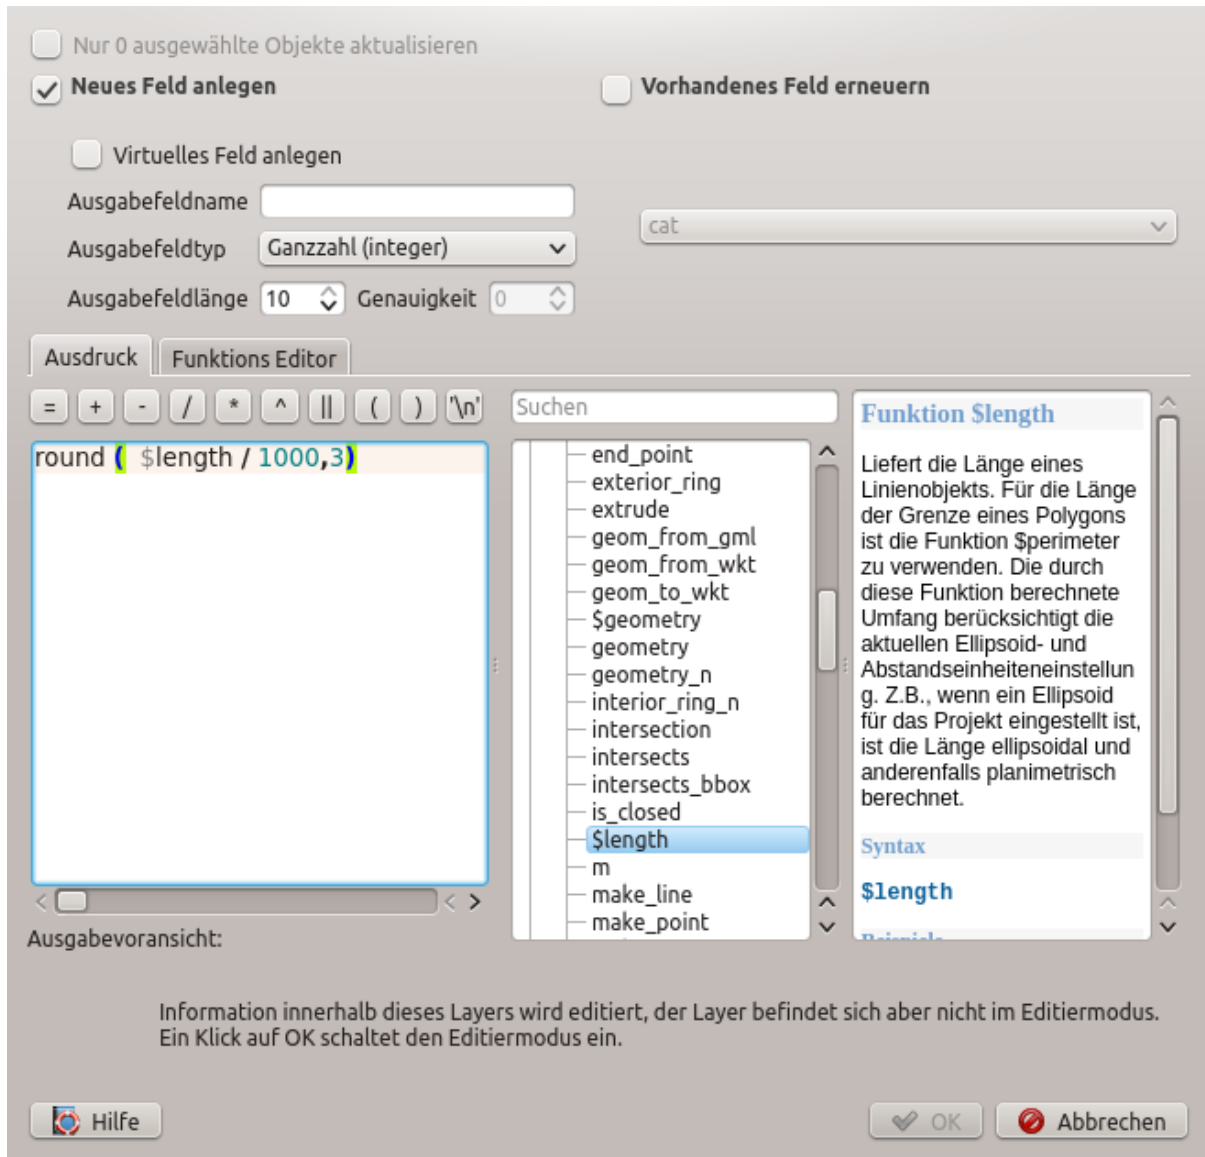 Nur 0 ausgewählte Objekte aktualisieren
Neues Feld anlegen
Vorhandenes Feld erneuern
Virtuelles Feld anlegen
Ausgabefeldname
cat
Ausgabefeldtyp Ganzzahl (integer)
Ausgabefeldlänge 10 Genauigkeit 0
Ausdruck Funktions Editor
= + - / * ^ || ( ) '\n'
round ( $length / 1000,3)
Ausgabevoransicht:
Suchen
end_point
exterior_ring
extrude
geom_from_gml
geom_from_wkt
geom_to_wkt
$geometry
geometry
geometry_n
interior_ring_n
intersection
intersects
intersects_bbox
is_closed
$length
m
make_line
make_point
Funktion $length
Liefert die Länge eines
Linienobjekts. Für die Länge
der Grenze eines Polygons
ist die Funktion $perimeter
zu verwenden. Die durch
diese Funktion berechnete
Umfang berücksichtigt die
aktuellen Ellipsoid- und
Abstandseinheiteneinstellun
g. Z.B., wenn ein Ellipsoid
für das Projekt eingestellt ist,
ist die Länge ellipsoidal und
anderenfalls planimetrisch
berechnet.
Syntax
$length
Information innerhalb dieses Layers wird editiert, der Layer befindet sich aber nicht im Editiermodus.
Ein Klick auf OK schaltet den Editiermodus ein.
Hilfe
OK
Abbrechen